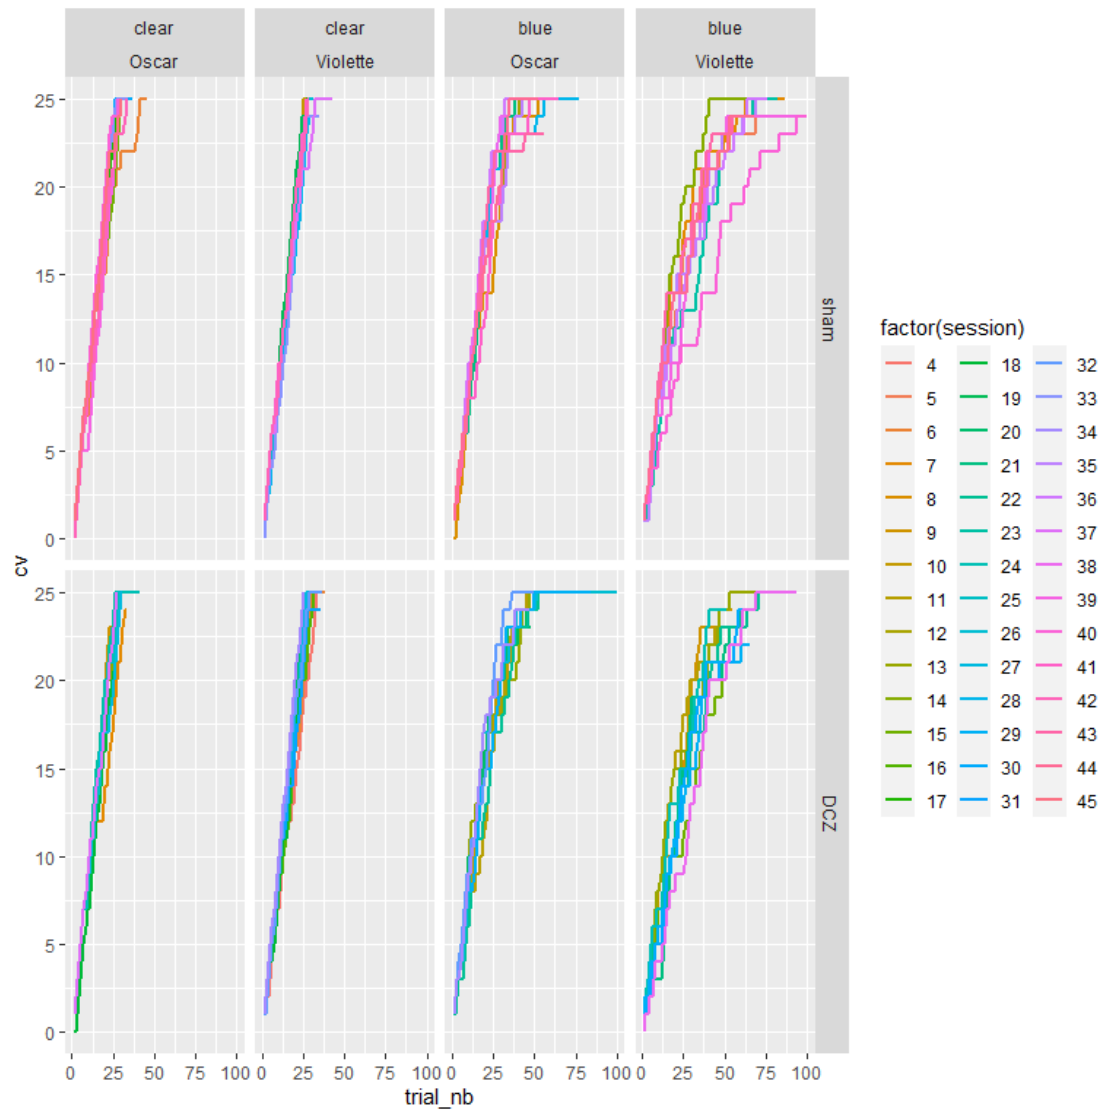 clear clear blue blue
Oscar Violette Oscar Violette
25
20
15
10
5
0
sham
cv
25
20
15
10
5
0
DCZ
0 25 50 75 100 0 25 50 75 100 0 25 50 75 100 0 25 50 75 100
trial_nb
factor(session)
4 18 32
5 19 33
6 20 34
7 21 35
8 22 36
9 23 37
10 24 38
11 25 39
12 26 40
13 27 41
14 28 42
15 29 43
16 30 44
17 31 45